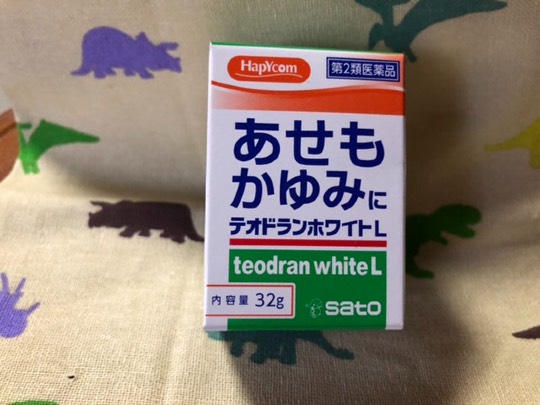 HapYcom
第2類医薬品
あせも
かゆみに
テオドランホワイトL
teodran white L
内容量 32g
sato